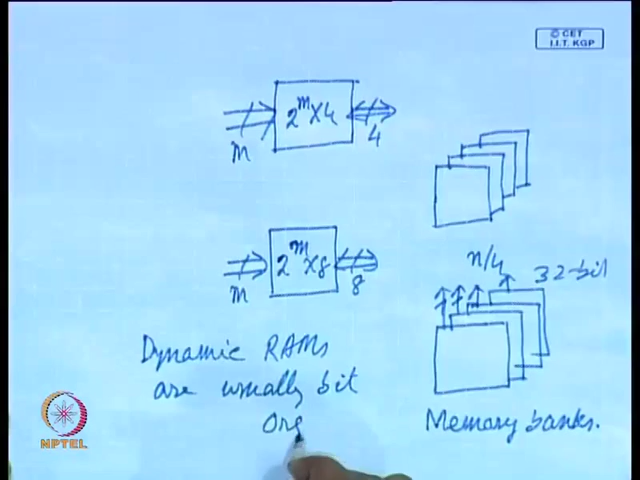 © CET
I.I.T. KGP
2^m×4
m
4
n/4
32-bit
2^m×8
m
8
Dynamic RAMs
are usually bit
Org
Memory banks.
NPTEL